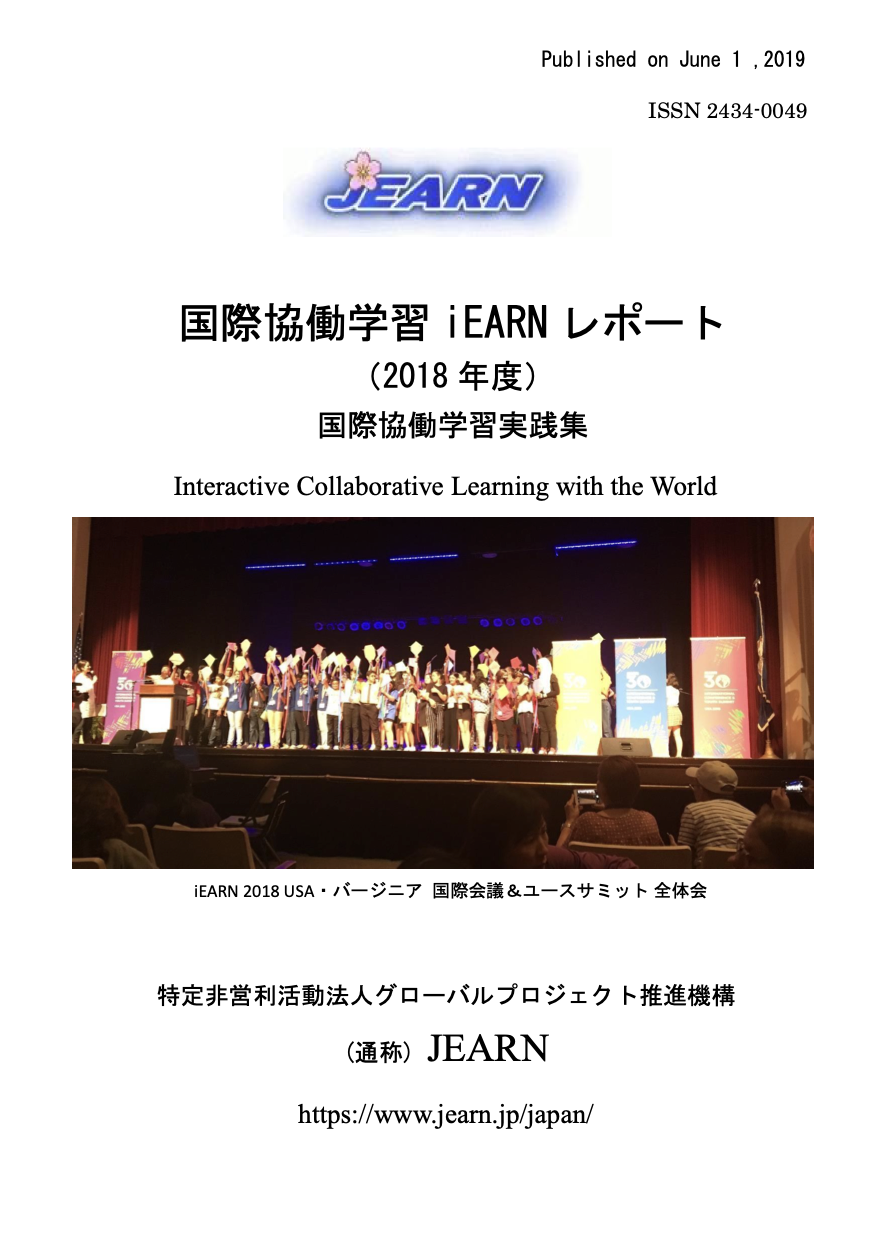 Published on June 1 ,2019
ISSN 2434-0049
JEARN
国際協働学習 iEARN レポート
（2018 年度）
国際協働学習実践集
Interactive Collaborative Learning with the World
30
30
30
30
iEARN 2018 USA・バージニア 国際会議＆ユースサミット 全体会
特定非営利活動法人グローバルプロジェクト推進機構
（通称）JEARN
https://www.jearn.jp/japan/